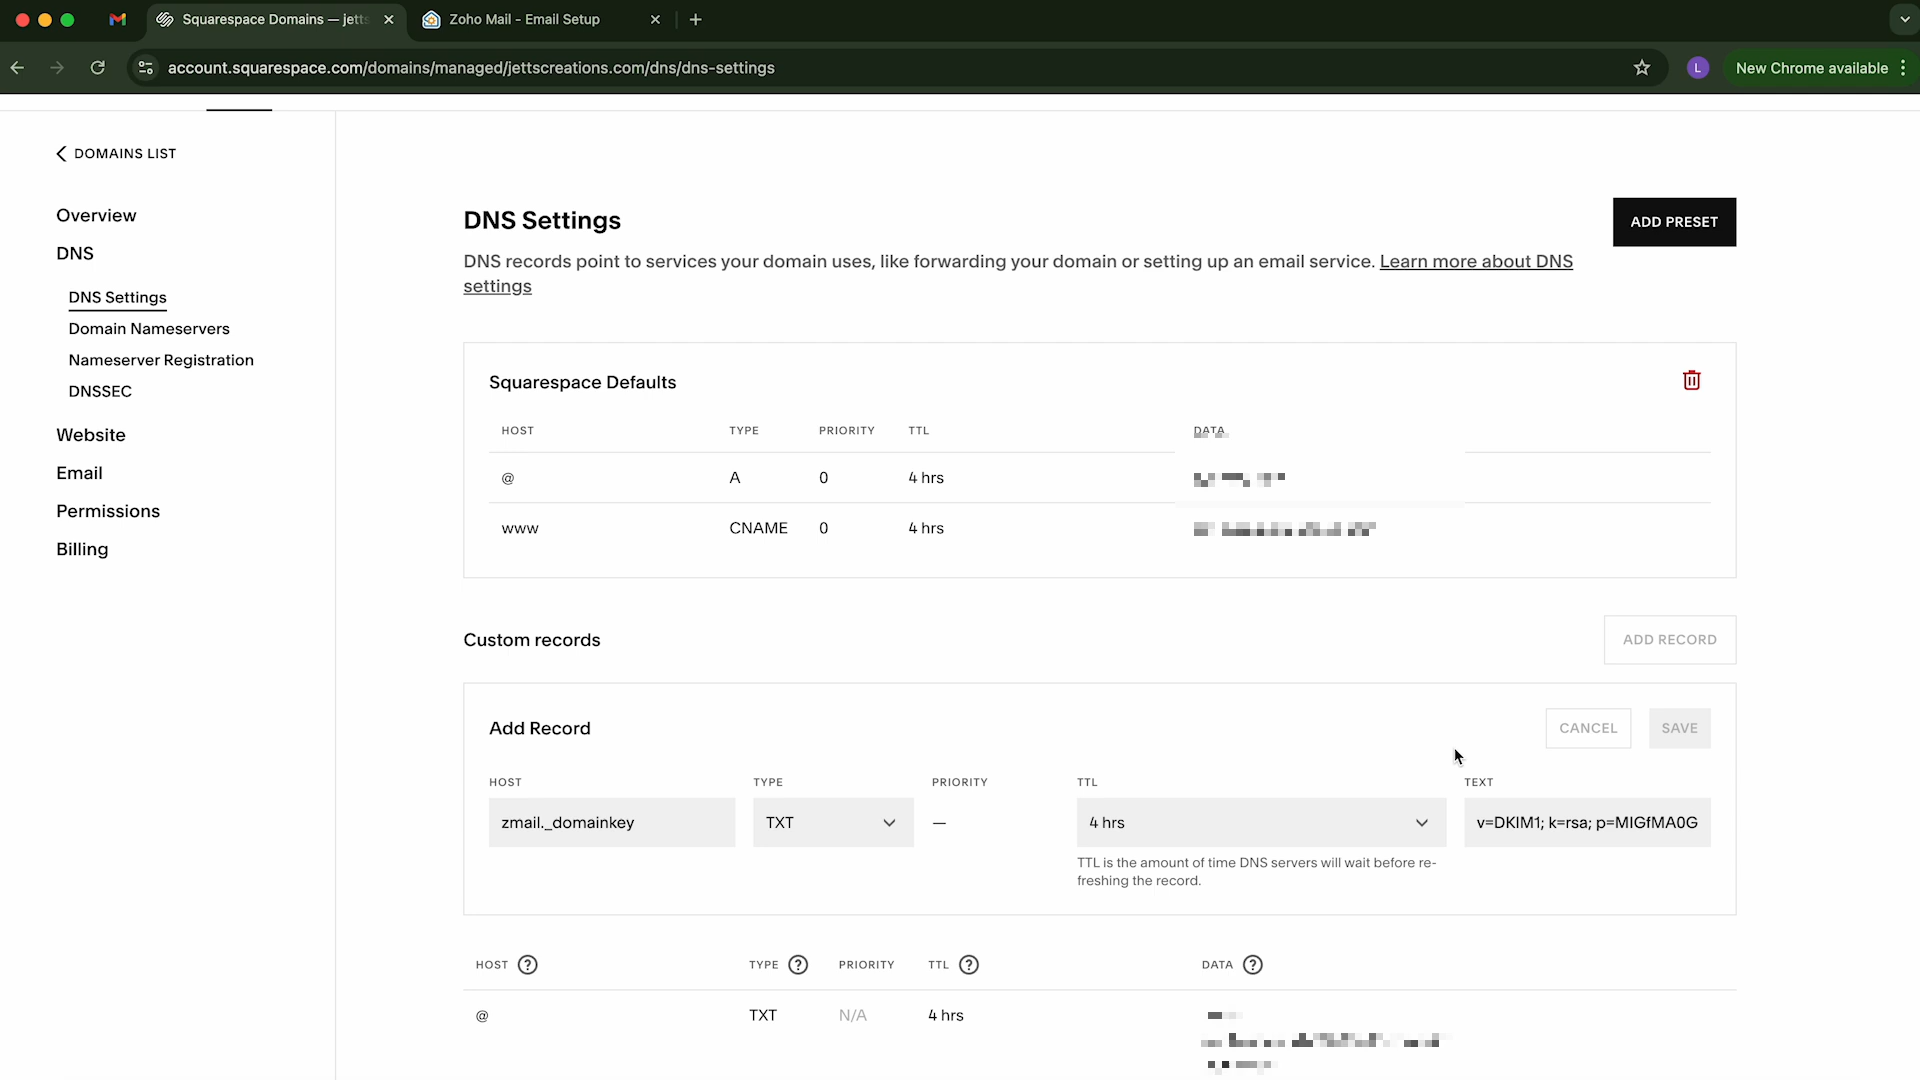 Squarespace Domains — jetts
Zoho Mail - Email Setup
account.squarespace.com/domains/managed/jettscreations.com/dns/dns-settings
L
New Chrome available
DOMAINS LIST
Overview
DNS
DNS Settings
Domain Nameservers
Nameserver Registration
DNSSEC
Website
Email
Permissions
Billing
DNS Settings
ADD PRESET
DNS records point to services your domain uses, like forwarding your domain or setting up an email service. Learn more about DNS
settings
Squarespace Defaults
HOST TYPE PRIORITY TTL DATA
@ A 0 4 hrs
www CNAME 0 4 hrs
Custom records
ADD RECORD
Add Record
CANCEL SAVE
HOST TYPE PRIORITY TTL TEXT
zmail._domainkey TXT — 4 hrs v=DKIM1; k=rsa; p=MIGfMA0G
TTL is the amount of time DNS servers will wait before re-
freshing the record.
HOST ? TYPE ? PRIORITY TTL ? DATA ?
@ TXT N/A 4 hrs